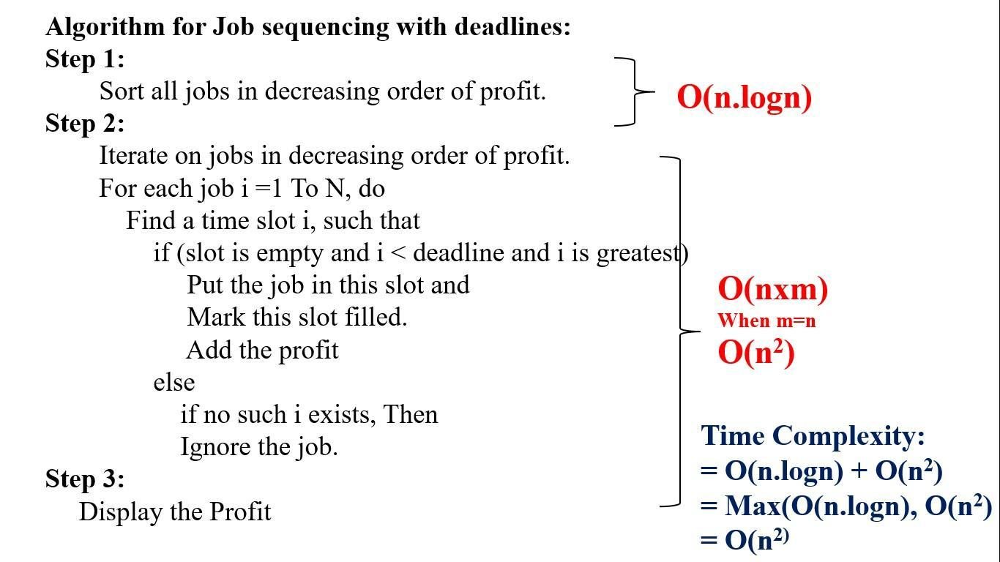 Algorithm for Job sequencing with deadlines:
Step 1:
Sort all jobs in decreasing order of profit.
O(n.logn)
Step 2:
Iterate on jobs in decreasing order of profit.
For each job i =1 To N, do
Find a time slot i, such that
if (slot is empty and i < deadline and i is greatest)
Put the job in this slot and
Mark this slot filled.
Add the profit
else
if no such i exists, Then
Ignore the job.
O(nxm)
When m=n
O(n²)
Step 3:
Display the Profit
Time Complexity:
= O(n.logn) + O(n²)
= Max(O(n.logn), O(n²)
= O(n²⁾